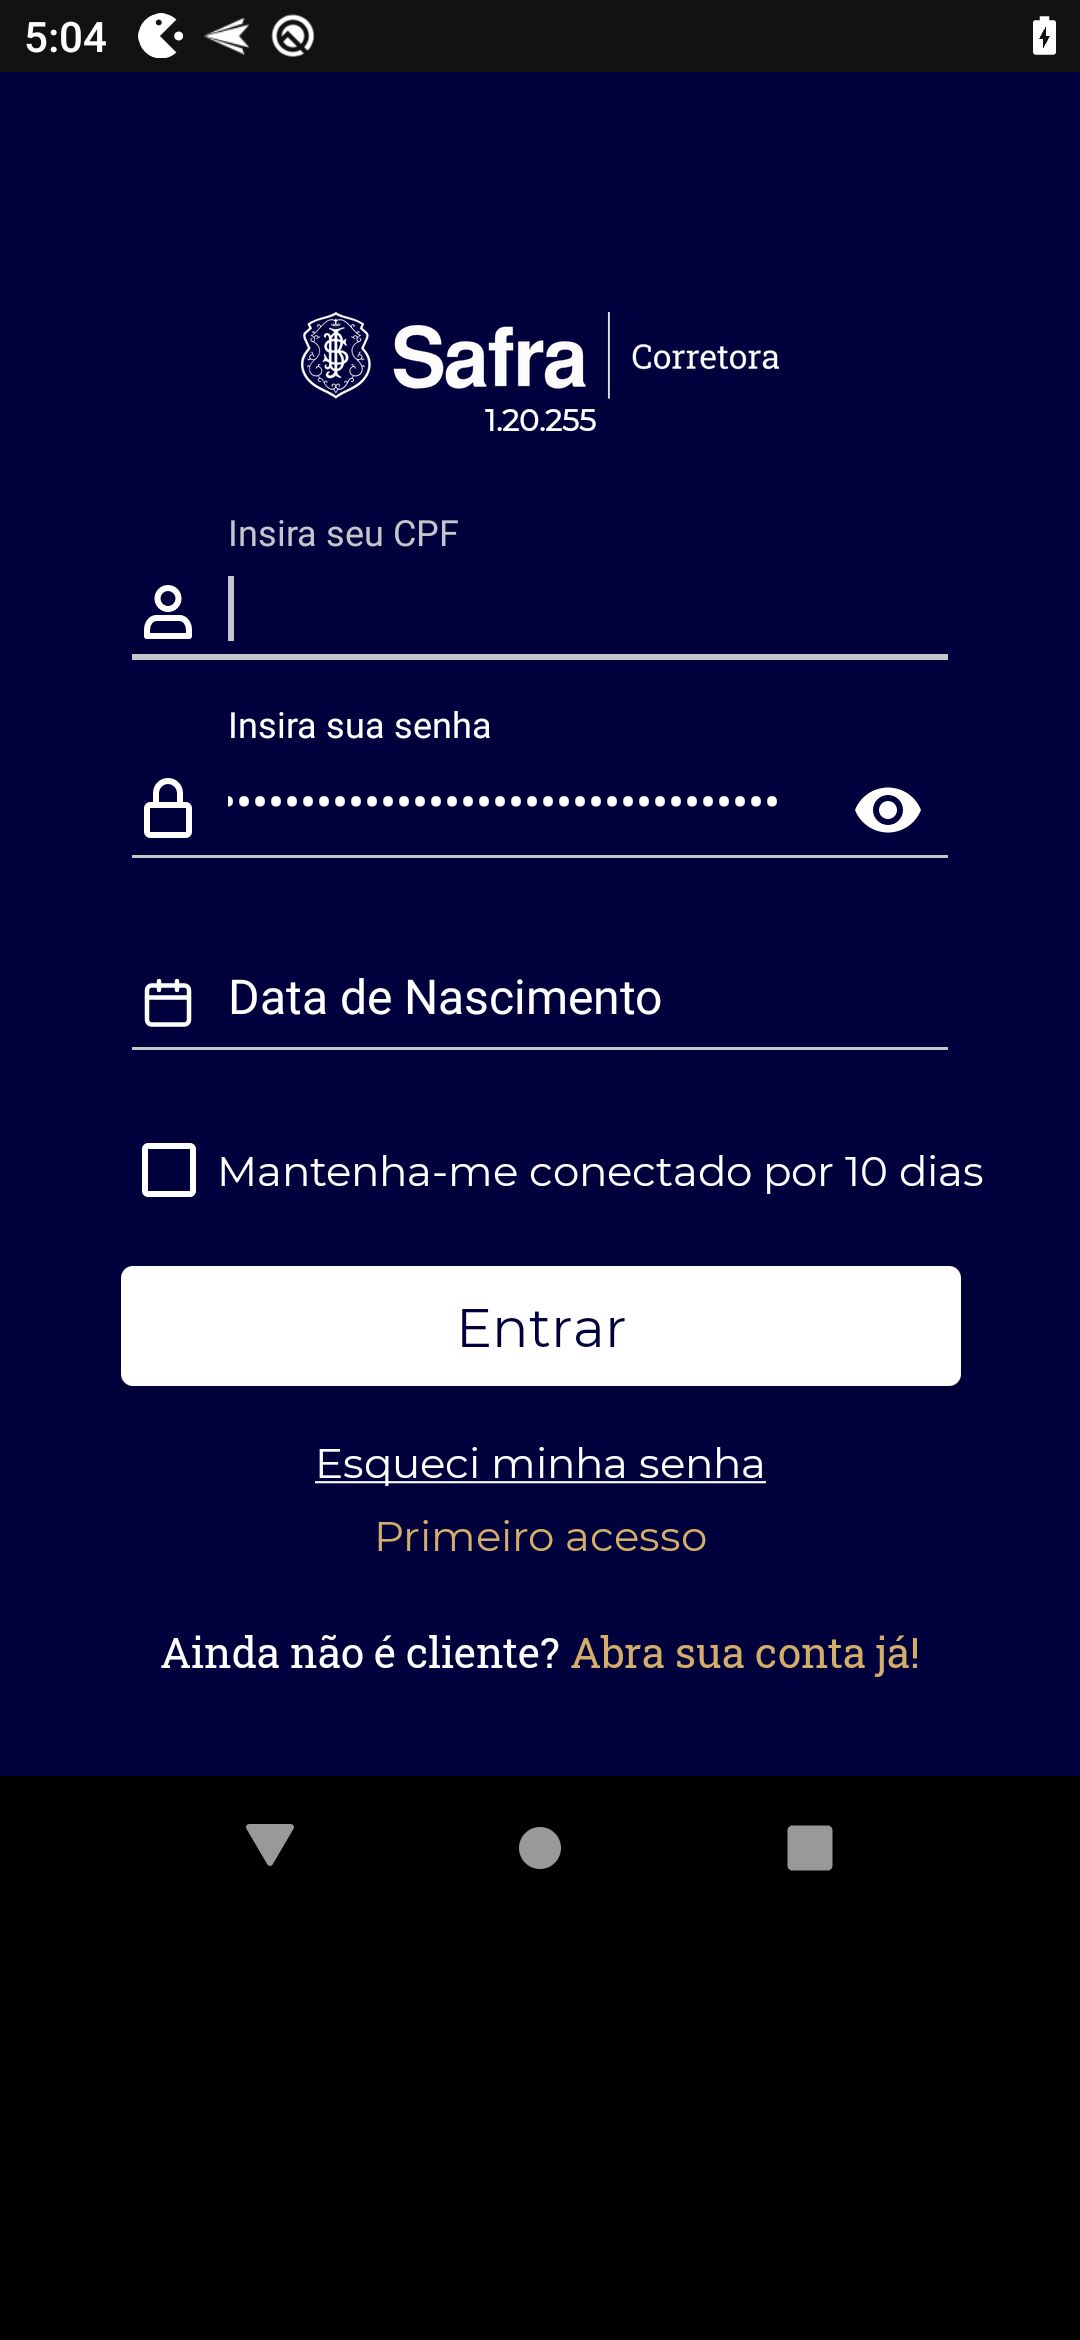 5:04
Safra Corretora
1.20.255
Insira seu CPF
Insira sua senha
••••••••••••••••••••••••••••••••••
Data de Nascimento
Mantenha-me conectado por 10 dias
Entrar
Esqueci minha senha
Primeiro acesso
Ainda não é cliente? Abra sua conta já!